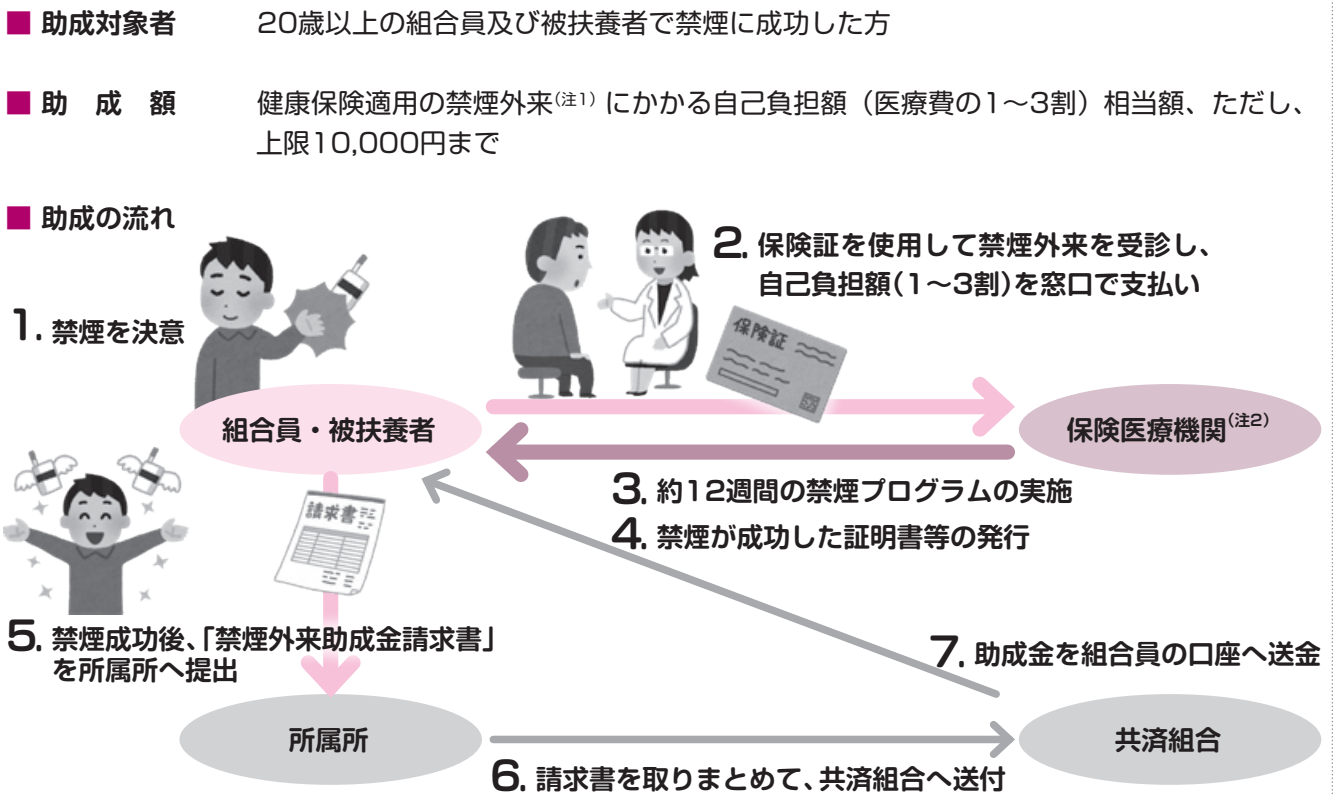 ■ 助成対象者 20歳以上の組合員及び被扶養者で禁煙に成功した方
■ 助成額 健康保険適用の禁煙外来(注1) にかかる自己負担額（医療費の1〜3割）相当額、ただし、
上限10,000円まで
■ 助成の流れ
1. 禁煙を決意
2. 保険証を使用して禁煙外来を受診し、
自己負担額(1〜3割)を窓口で支払い
保険証
組合員・被扶養者
保険医療機関(注2)
3. 約12週間の禁煙プログラムの実施
4. 禁煙が成功した証明書等の発行
請求書
5. 禁煙成功後、「禁煙外来助成金請求書」
を所属所へ提出
7. 助成金を組合員の口座へ送金
所属所
共済組合
6. 請求書を取りまとめて、共済組合へ送付